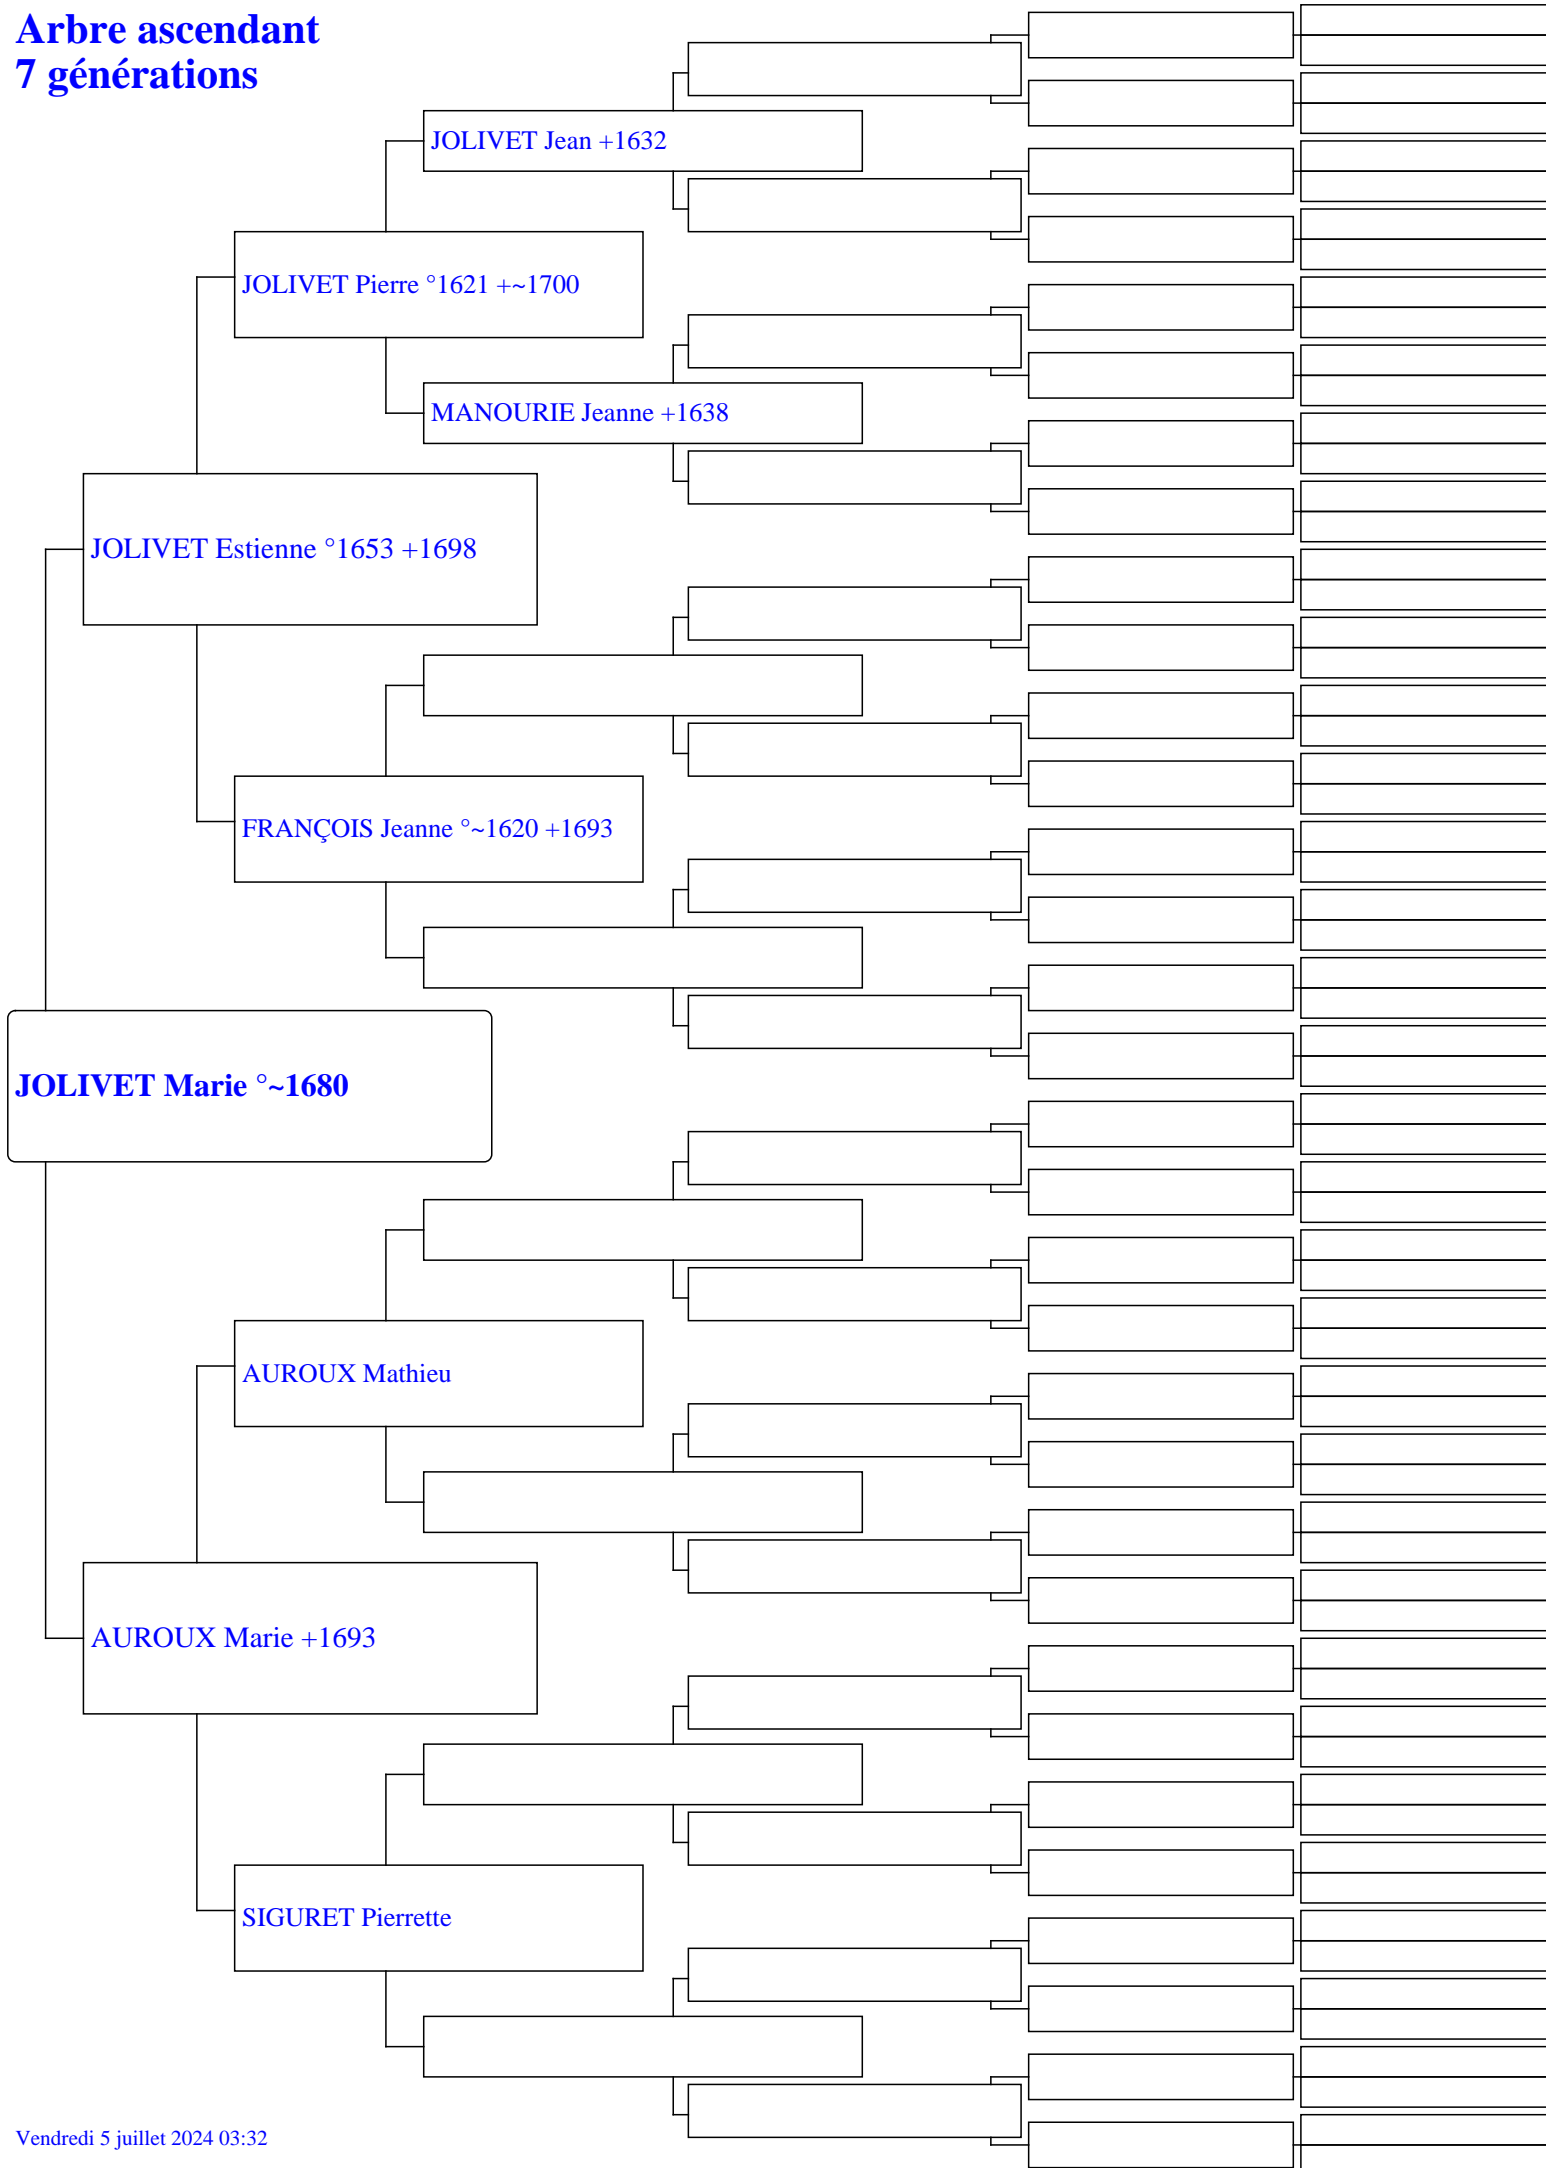 Arbre ascendant
7 générations
JOLIVET Jean +1632
JOLIVET Pierre °1621 +~1700
MANOURIE Jeanne +1638
JOLIVET Estienne °1653 +1698
FRANÇOIS Jeanne °~1620 +1693
JOLIVET Marie °~1680
AUROUX Mathieu
AUROUX Marie +1693
SIGURET Pierrette
Vendredi 5 juillet 2024 03:32